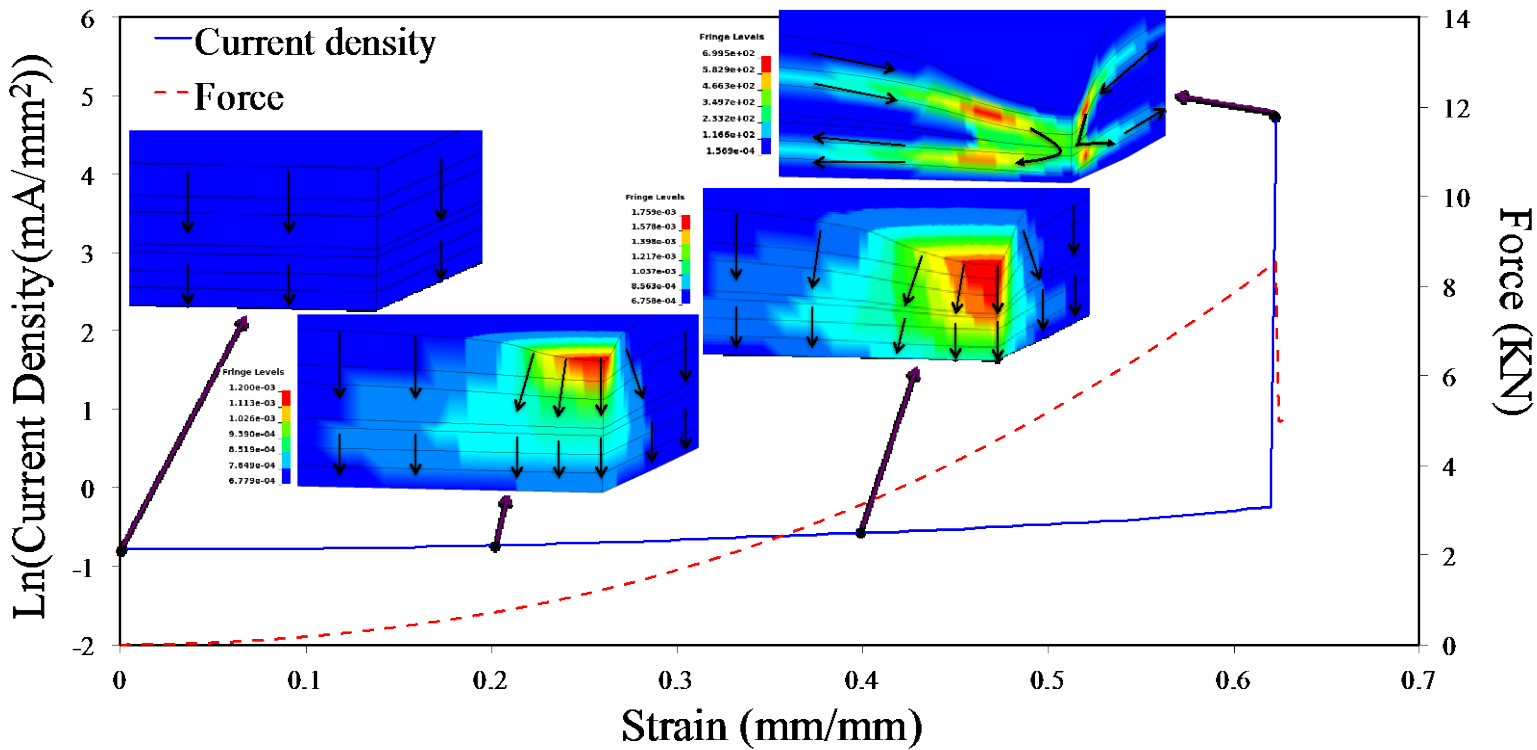 Current density
Force
Ln(Current Density(mA/mm²))
6
5
4
3
2
1
0
-1
-2
Fringe Levels
6.995e+02
5.829e+02
4.663e+02
3.497e+02
2.332e+02
1.166e+02
1.569e-04
Fringe Levels
1.759e-03
1.578e-03
1.398e-03
1.217e-03
1.037e-03
8.563e-04
6.758e-04
Fringe Levels
1.200e-03
1.113e-03
1.026e-03
9.390e-04
8.519e-04
7.649e-04
6.779e-04
14
12
10
8
6
4
2
0
Force (KN)
0 0.1 0.2 0.3 0.4 0.5 0.6 0.7
Strain (mm/mm)